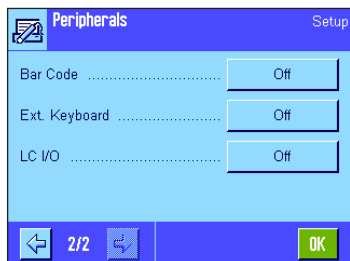 Peripherals Setup
Bar Code ............................ Off
Ext. Keyboard ..................... Off
LC I/O ................................ Off
2/2 OK